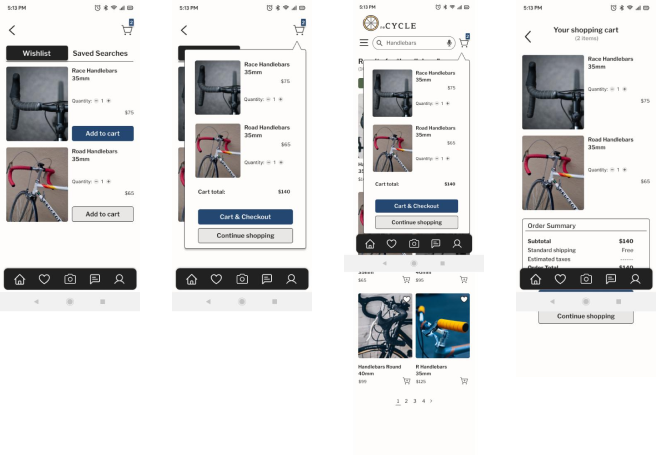 5:13 PM
2
Wishlist
Saved Searches
Race Handlebars
35mm
Quantity: 1
$75
Add to cart
Road Handlebars
35mm
Quantity: 1
$65
Add to cart
5:13 PM
2
Race Handlebars
35mm
$75
Quantity: 1
Road Handlebars
35mm
$65
Quantity: 1
Cart total: $140
Cart & Checkout
Continue shopping
5:13 PM
CYCLE
Handlebars
2
Race Handlebars
35mm
$75
Quantity: 1
Road Handlebars
35mm
$65
Quantity: 1
Cart total: $140
Cart & Checkout
Continue shopping
$65
$95
Handlebars Round
40mm
$95
R Handlebars
35mm
$125
1 2 3 4 >
5:13 PM
Your shopping cart
(2 items)
Race Handlebars
35mm
Quantity: 1
$75
Road Handlebars
35mm
Quantity: 1
$65
Order Summary
Subtotal $140
Standard shipping Free
Estimated taxes ------
Order Total $140
Continue shopping